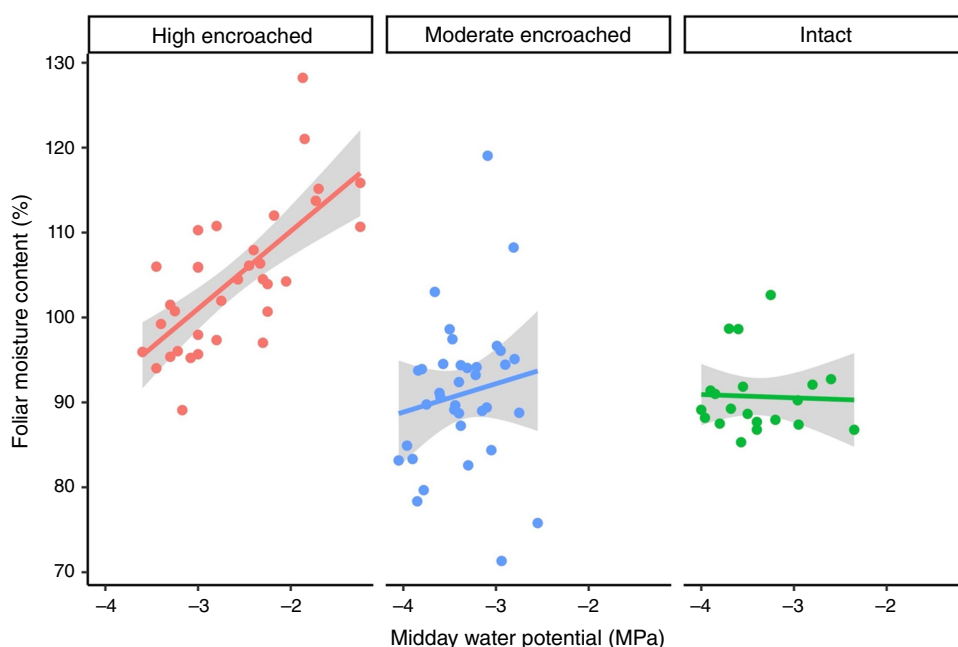 High encroached Moderate encroached Intact
130
120
110
100
90
80
70
Foliar moisture content (%)
–4 –3 –2 –4 –3 –2 –4 –3 –2
Midday water potential (MPa)